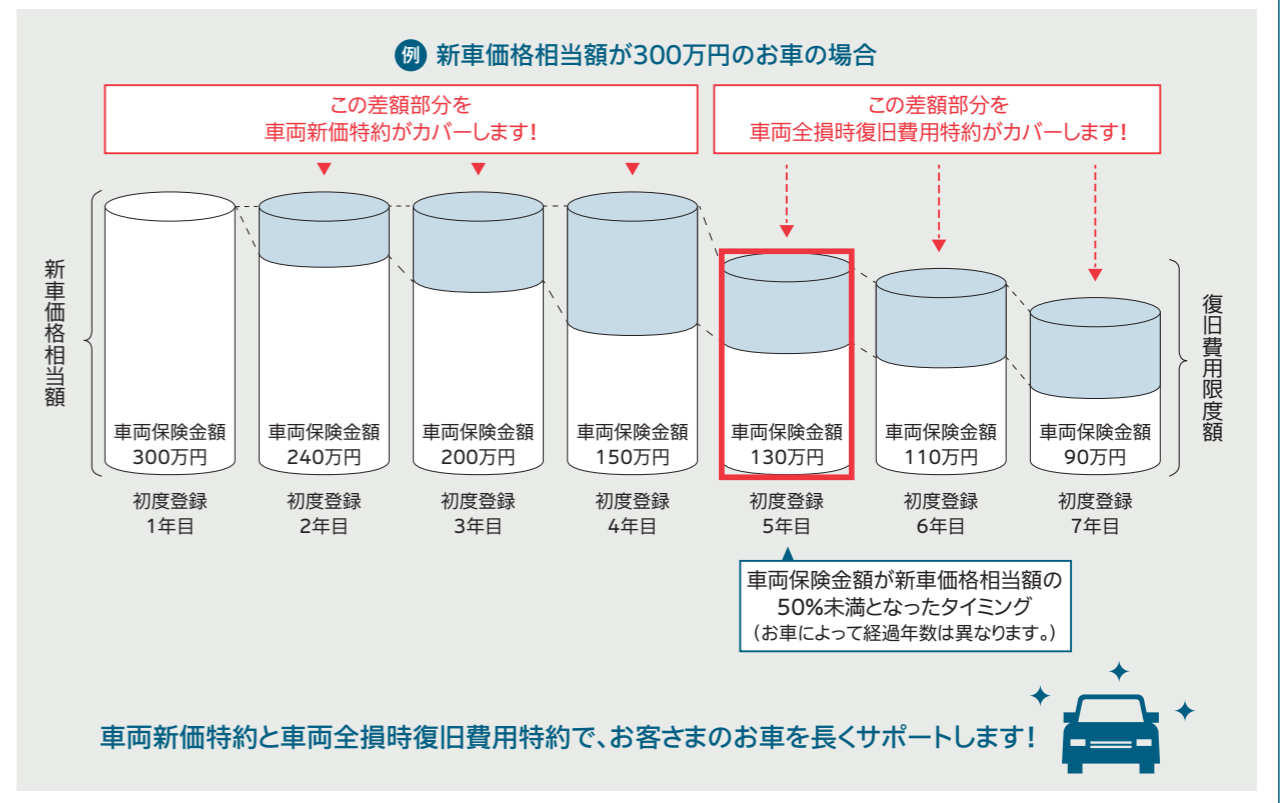 例 新車価格相当額が300万円のお車の場合
この差額部分を
車両新価特約がカバーします!
この差額部分を
車両全損時復旧費用特約がカバーします!
新車価格相当額
復旧費用限度額
車両保険金額
300万円
車両保険金額
240万円
車両保険金額
200万円
車両保険金額
150万円
車両保険金額
130万円
車両保険金額
110万円
車両保険金額
90万円
初度登録
1年目
初度登録
2年目
初度登録
3年目
初度登録
4年目
初度登録
5年目
初度登録
6年目
初度登録
7年目
車両保険金額が新車価格相当額の
50%未満となったタイミング
(お車によって経過年数は異なります。)
車両新価特約と車両全損時復旧費用特約で、お客さまのお車を長くサポートします!